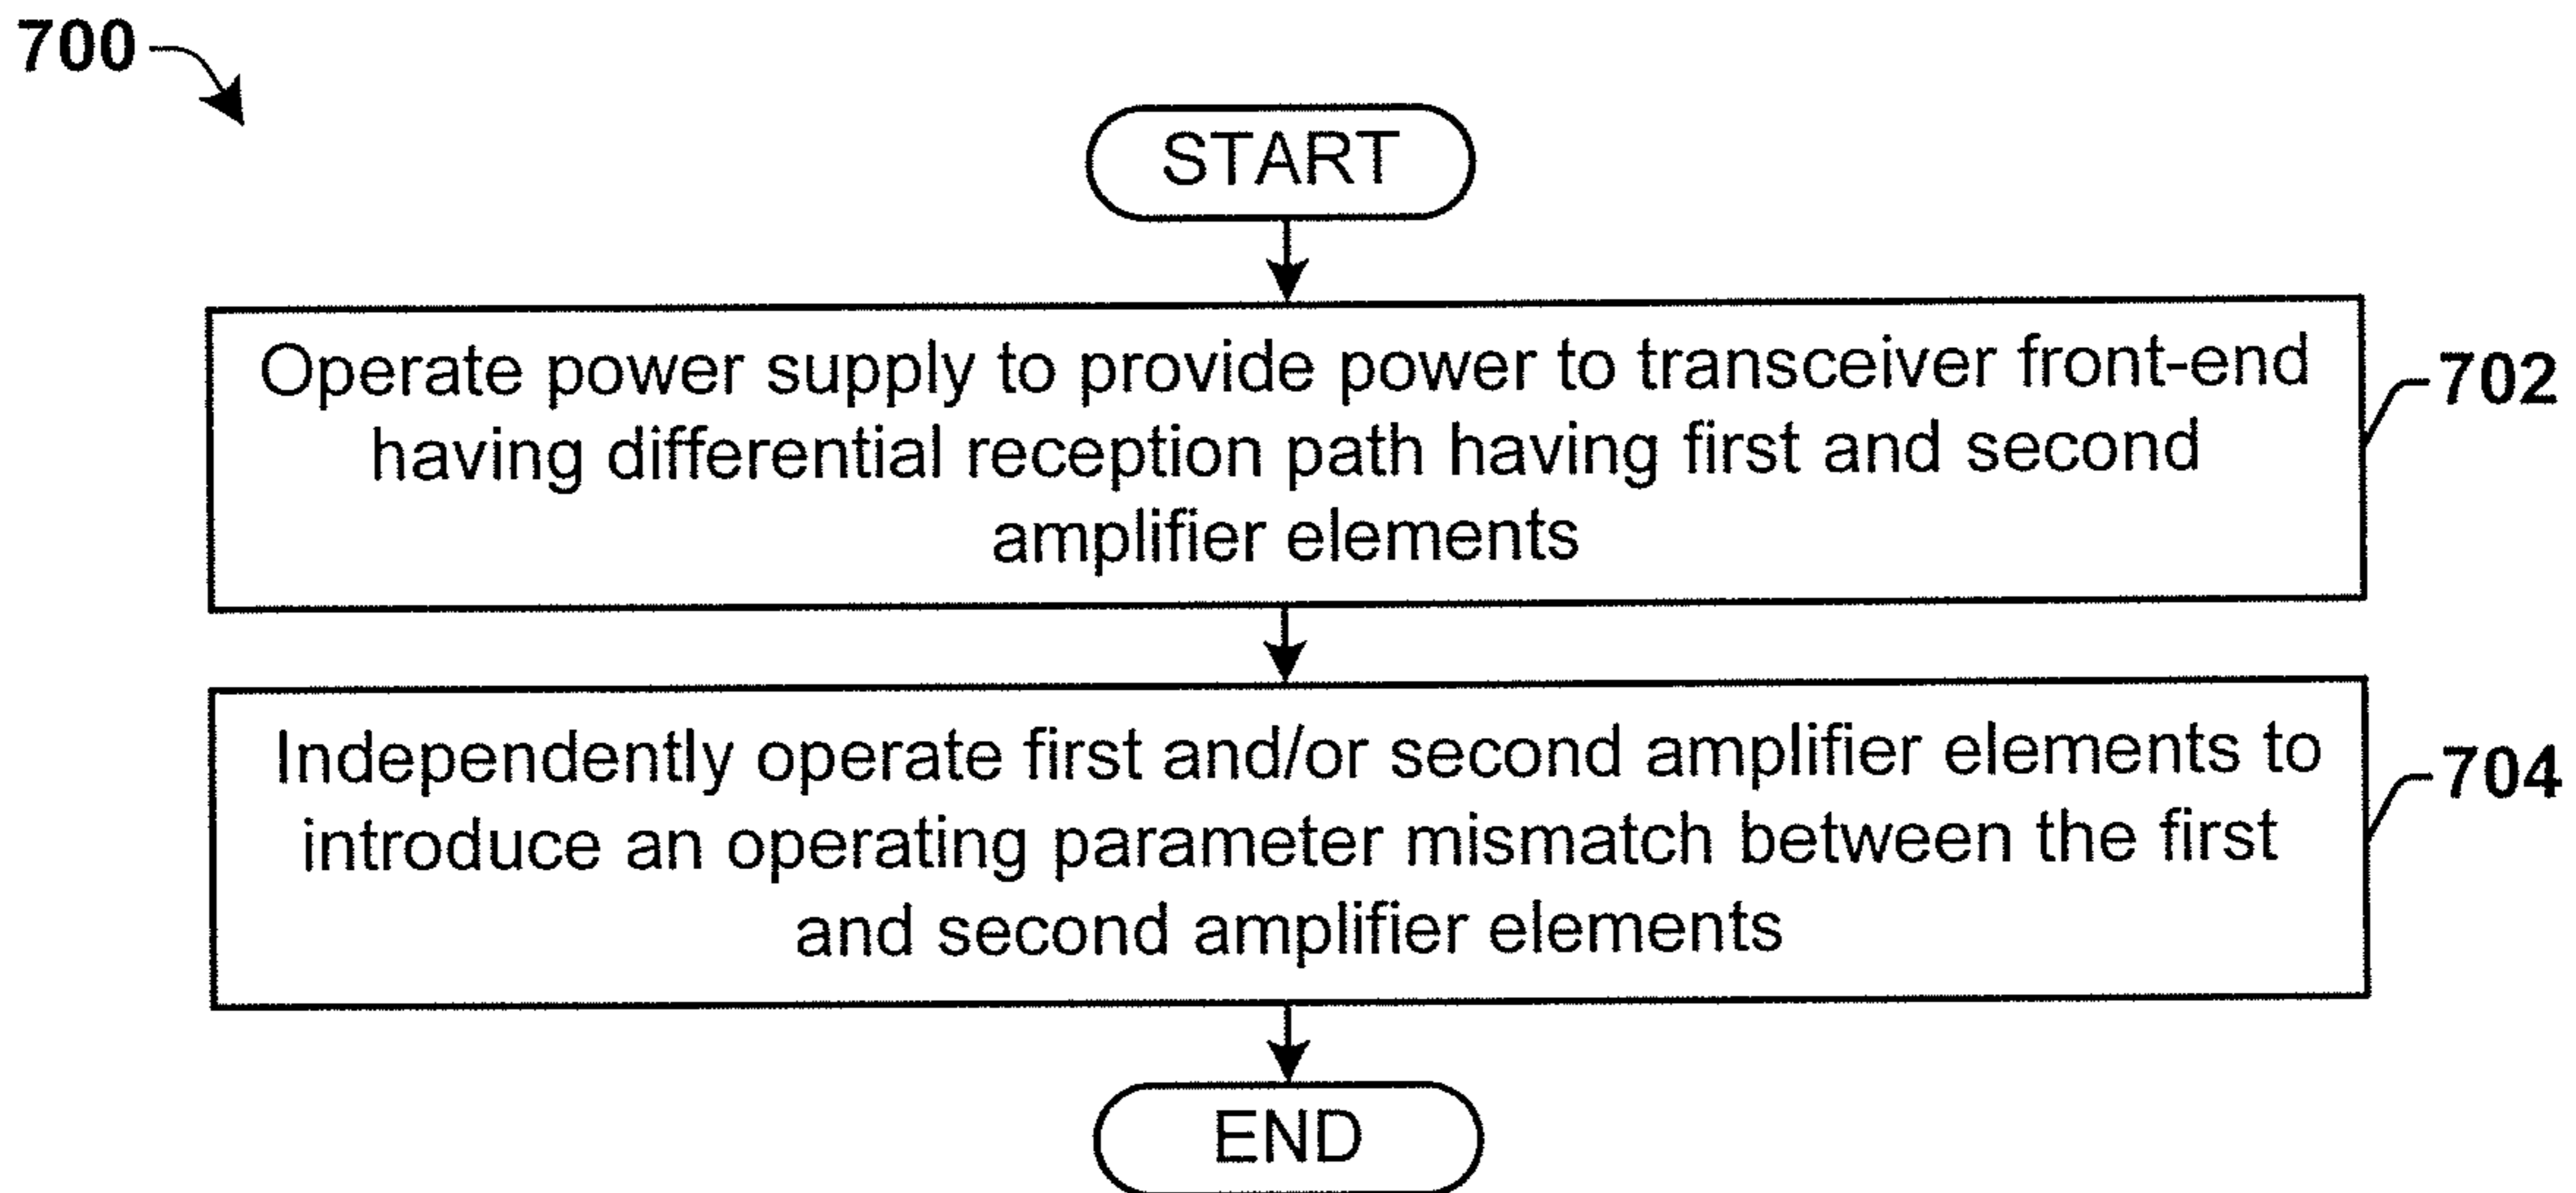 700
START
Operate power supply to provide power to transceiver front-end
having differential reception path having first and second
amplifier elements
702
Independently operate first and/or second amplifier elements to
introduce an operating parameter mismatch between the first
and second amplifier elements
704
END